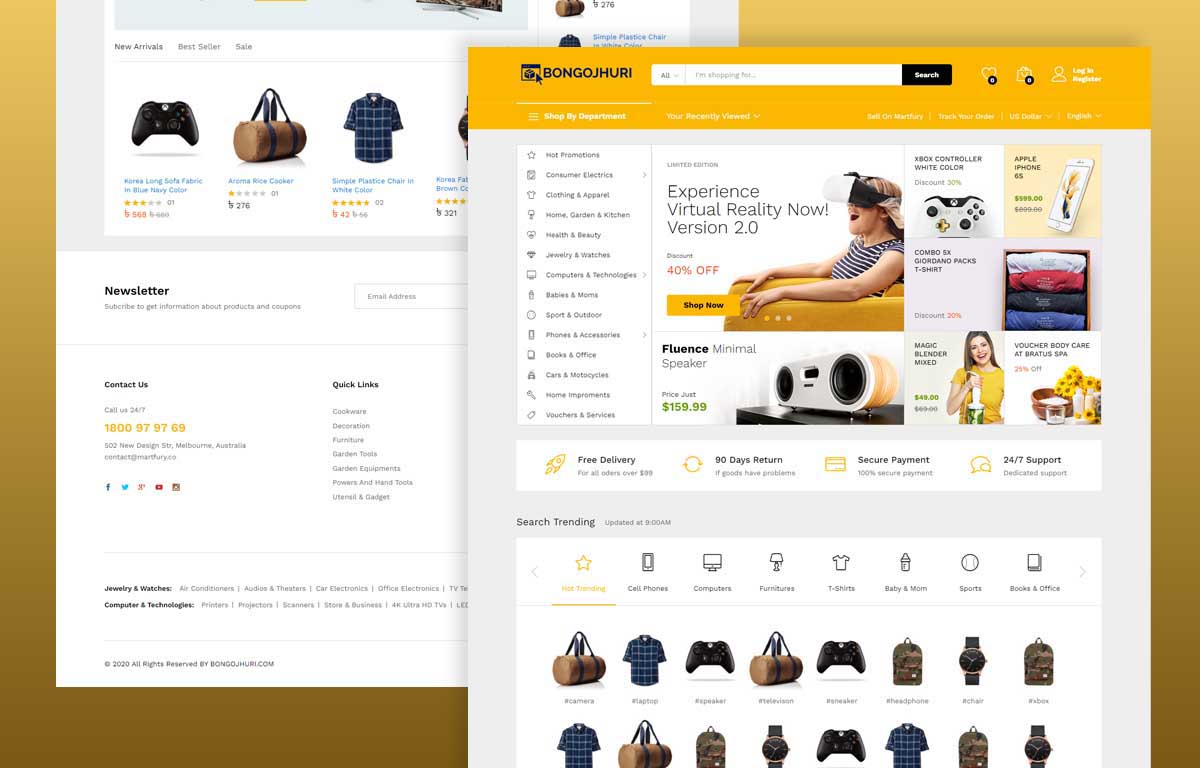 ৳ 276
Simple Plastice Chair
In White Color
New Arrivals Best Seller Sale
Korea Long Sofa Fabric
In Blue Navy Color
01
৳ 568 ৳ 680
Aroma Rice Cooker
01
৳ 276
Simple Plastice Chair In
White Color
02
৳ 42 ৳ 56
Korea Fab
Brown Co
৳ 321
Newsletter
Subcribe to get information about products and coupons
Email Address
Contact Us
Call us 24/7
1800 97 97 69
502 New Design Str, Melbourne, Australia
contact@martfury.co
Quick Links
Cookware
Decoration
Furniture
Garden Tools
Garden Equipments
Powers And Hand Tools
Utensil & Gadget
Jewelry & Watches: Air Conditioners | Audios & Theaters | Car Electronics | Office Electronics | TV Te
Computer & Technologies: Printers | Projectors | Scanners | Store & Business | 4K Ultra HD TVs | LED
© 2020 All Rights Reserved BY BONGOJHURI.COM
BONGOJHURI
All
I'm shopping for...
Search
0
0
Log in
Register
Shop By Department
Your Recently Viewed
Sell On Martfury | Track Your Order | US Dollar | English
Hot Promotions
Consumer Electrics
Clothing & Apparel
Home, Garden & Kitchen
Health & Beauty
Jewelry & Watches
Computers & Technologies
Babies & Moms
Sport & Outdoor
Phones & Accessories
Books & Office
Cars & Motocycles
Home Improments
Vouchers & Services
LIMITED EDITION
Experience
Virtual Reality Now!
Version 2.0
Discount
40% OFF
Shop Now
XBOX CONTROLLER
WHITE COLOR
Discount 30%
APPLE
IPHONE
6S
$599.00
$899.00
COMBO 5X
GIORDANO PACKS
T-SHIRT
Discount 20%
Fluence Minimal
Speaker
Price Just
$159.99
MAGIC
BLENDER
MIXED
$49.00
$69.00
VOUCHER BODY CARE
AT BRATUS SPA
25% Off
Free Delivery
For all oders over $99
90 Days Return
If goods have problems
Secure Payment
100% secure payment
24/7 Support
Dedicated support
Search Trending Updated at 9:00AM
Hot Trending Cell Phones Computers Furnitures T-Shirts Baby & Mom Sports Books & Office
#camera #laptop #speaker #televison #sneaker #headphone #chair #xbox